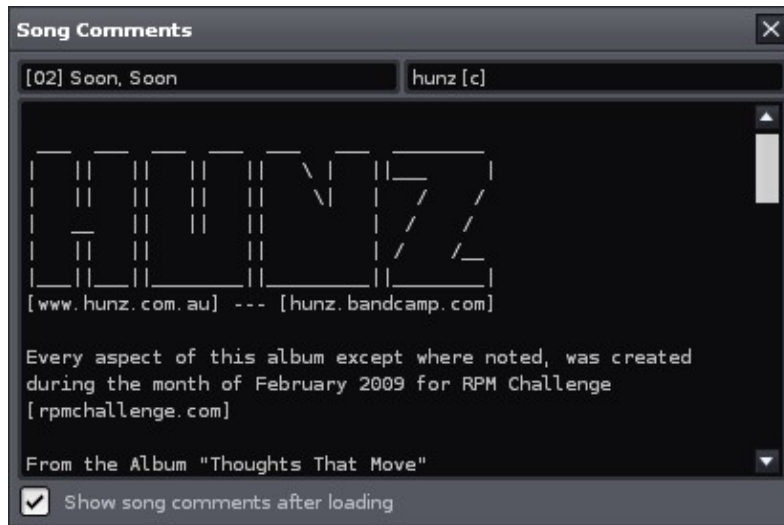 Song Comments
[02] Soon, Soon
hunz [c]
HUNZ
[www.hunz.com.au] --- [hunz.bandcamp.com]
Every aspect of this album except where noted, was created
during the month of February 2009 for RPM Challenge
[rpmchallenge.com]
From the Album "Thoughts That Move"
Show song comments after loading